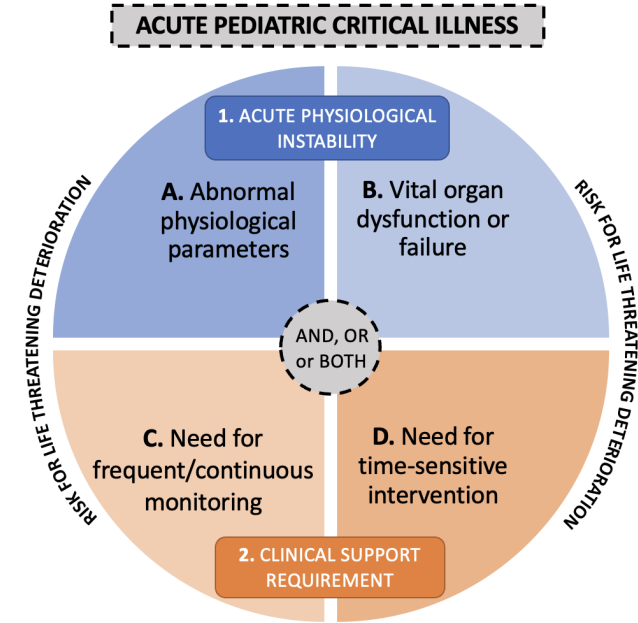 ACUTE PEDIATRIC CRITICAL ILLNESS
1. ACUTE PHYSIOLOGICAL
INSTABILITY
A. Abnormal
physiological
parameters
B. Vital organ
dysfunction or
failure
RISK FOR LIFE THREATENING DETERIORATION
RISK FOR LIFE THREATENING DETERIORATION
AND, OR
or BOTH
C. Need for
frequent/continuous
monitoring
D. Need for
time-sensitive
intervention
2. CLINICAL SUPPORT
REQUIREMENT